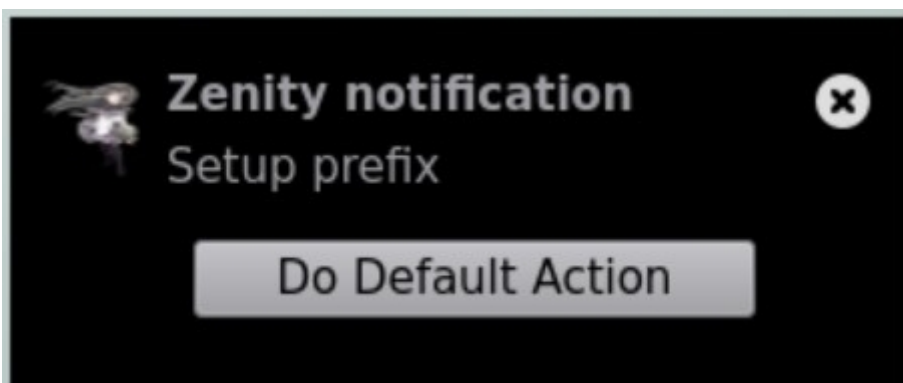 Zenity notification
Setup prefix
Do Default Action